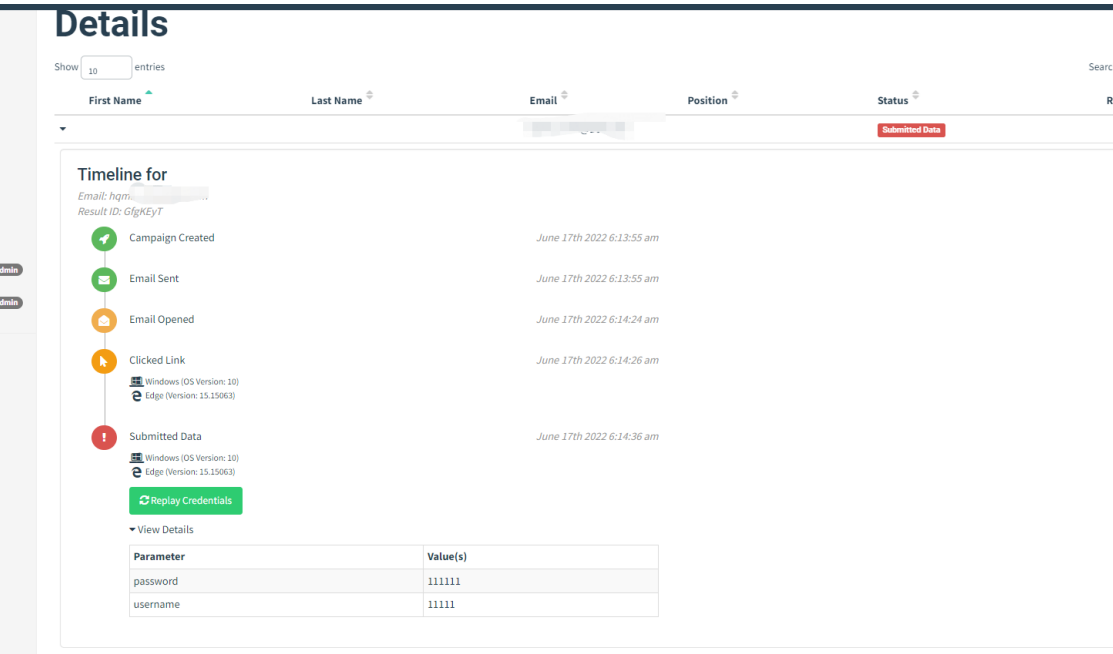 Details
Show 10 entries
Searc
First Name Last Name Email Position Status R
Submitted Data
Timeline for
Email: hqm
Result ID: GfgKEyT
Campaign Created June 17th 2022 6:13:55 am
dmin
Email Sent June 17th 2022 6:13:55 am
dmin
Email Opened June 17th 2022 6:14:24 am
Clicked Link June 17th 2022 6:14:26 am
Windows (OS Version: 10)
Edge (Version: 15.15063)
Submitted Data June 17th 2022 6:14:36 am
Windows (OS Version: 10)
Edge (Version: 15.15063)
Replay Credentials
View Details
Parameter Value(s)
password 111111
username 11111